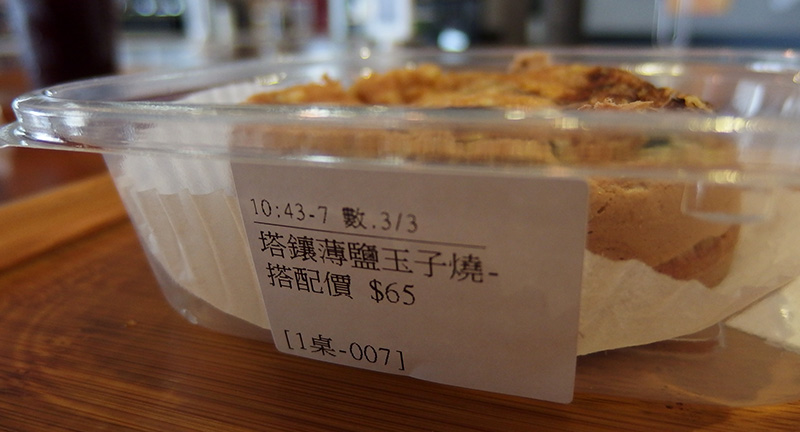 10:43-7 數.3/3
塔鑲薄鹽玉子燒-
搭配價 $65
[1桌-007]